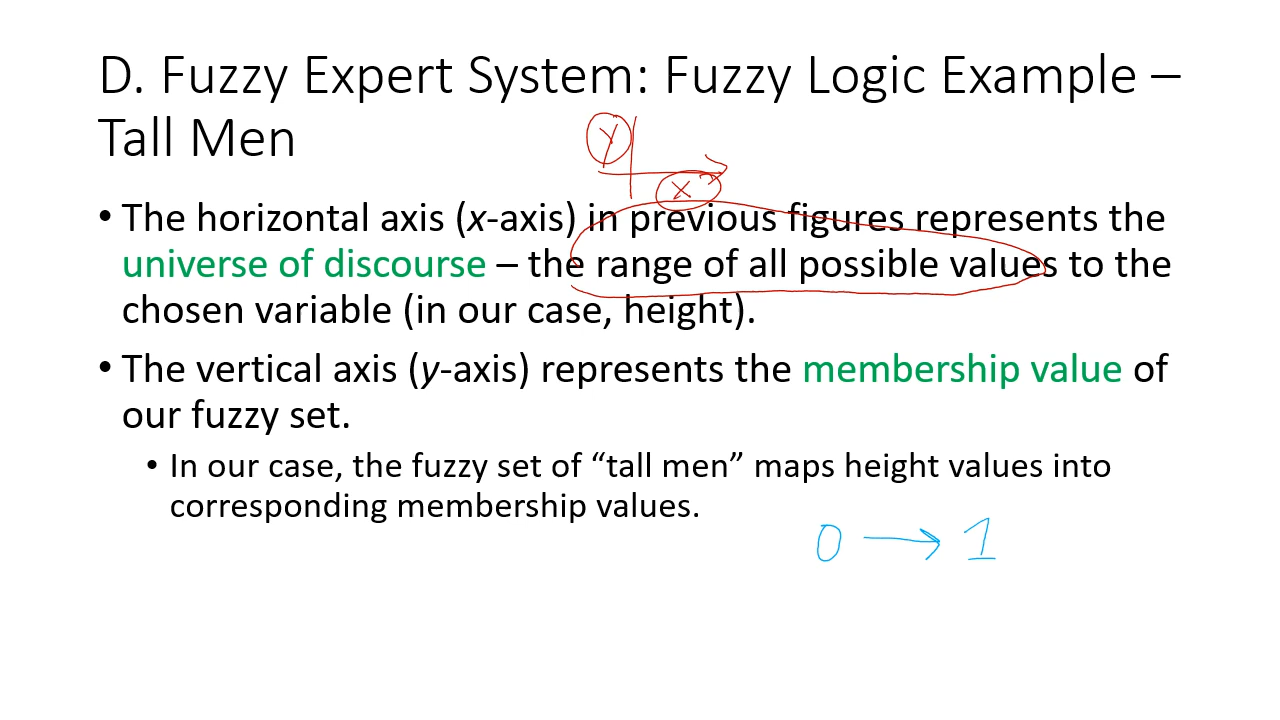 D. Fuzzy Expert System: Fuzzy Logic Example –
Tall Men
y
x
• The horizontal axis (x-axis) in previous figures represents the
universe of discourse – the range of all possible values to the
chosen variable (in our case, height).
• The vertical axis (y-axis) represents the membership value of
our fuzzy set.
• In our case, the fuzzy set of “tall men” maps height values into
corresponding membership values.
0 → 1